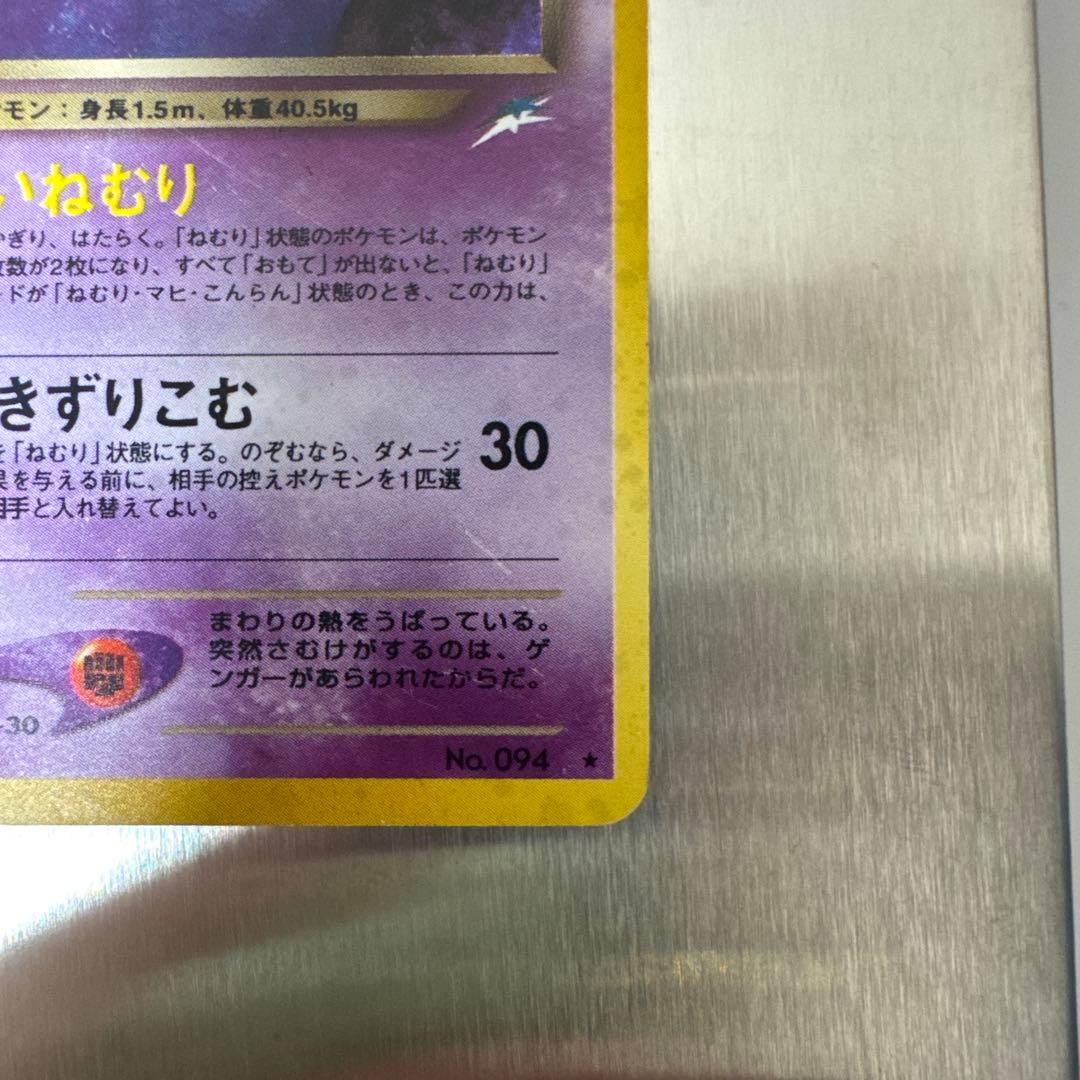 モン：身長1.5m、体重40.5kg
いねむり
かぎり、はたらく。「ねむり」状態のポケモンは、ポケモン
枚数が2枚になり、すべて「おもて」が出ないと、「ねむり」
ードが「ねむり・マヒ・こんらん」状態のとき、この力は、
きずりこむ
30
を「ねむり」状態にする。のぞむなら、ダメージ
果を与える前に、相手の控えポケモンを1匹選
相手と入れ替えてよい。
まわりの熱をうばっている。
突然さむけがするのは、ゲ
ンガーがあらわれたからだ。
-30
No. 094 ★